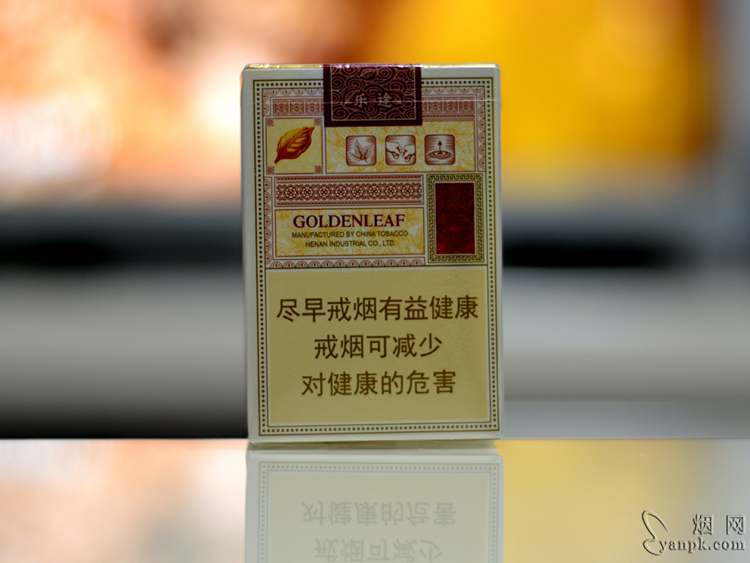 乐途
GOLDENLEAF
MANUFACTURED BY CHINA TOBACCO
HENAN INDUSTRIAL CO., LTD.
尽早戒烟有益健康
戒烟可减少
对健康的危害
烟网
yanpk.com